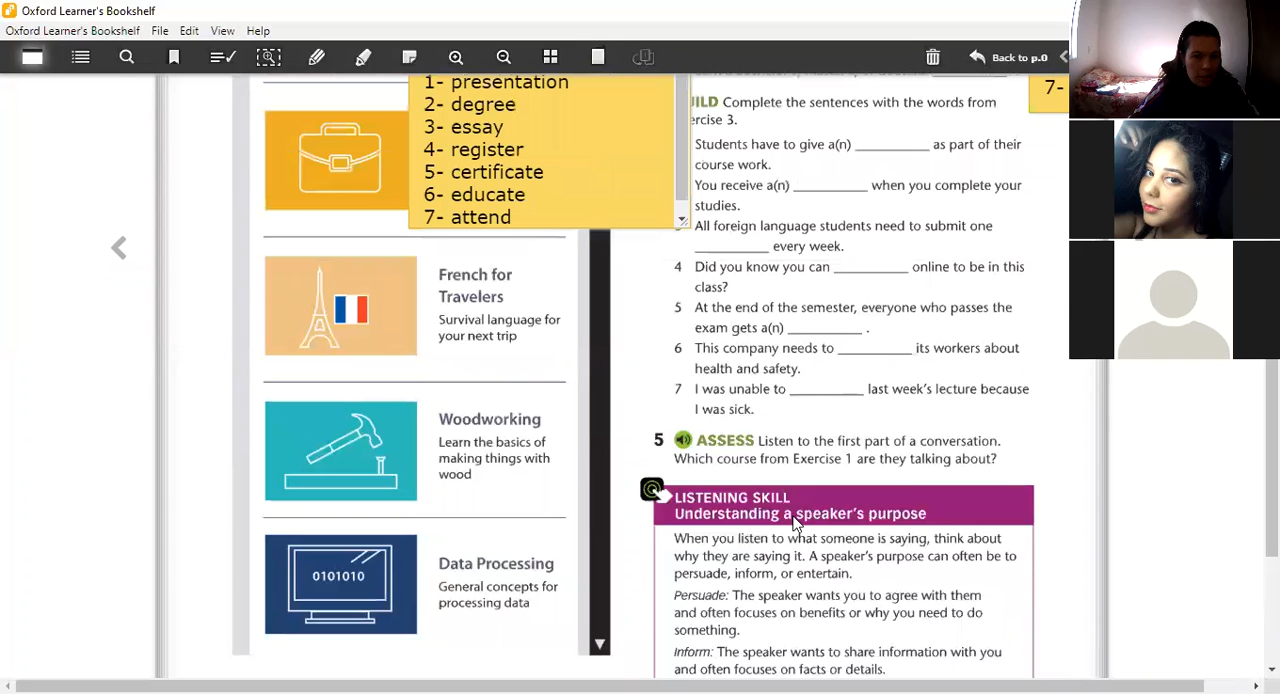 Oxford Learner's Bookshelf
Oxford Learner's Bookshelf File Edit View Help
Back to p.0
1- presentation
2- degree
3- essay
4- register
5- certificate
6- educate
7- attend
French for
Travelers
Survival language for
your next trip
Woodworking
Learn the basics of
making things with
wood
0101010
Data Processing
General concepts for
processing data
7-
Complete the sentences with the words from
Students have to give a(n) __________ as part of their
course work.
You receive a(n) __________ when you complete your
studies.
All foreign language students need to submit one
__________ every week.
4 Did you know you can __________ online to be in this
class?
5 At the end of the semester, everyone who passes the
exam gets a(n) __________ .
6 This company needs to __________ its workers about
health and safety.
7 I was unable to __________ last week's lecture because
I was sick.
5 ASSESS Listen to the first part of a conversation.
Which course from Exercise 1 are they talking about?
LISTENING SKILL
Understanding a speaker's purpose
When you listen to what someone is saying, think about
why they are saying it. A speaker's purpose can often be to
persuade, inform, or entertain.
Persuade: The speaker wants you to agree with them
and often focuses on benefits or why you need to do
something.
Inform: The speaker wants to share information with you
and often focuses on facts or details.